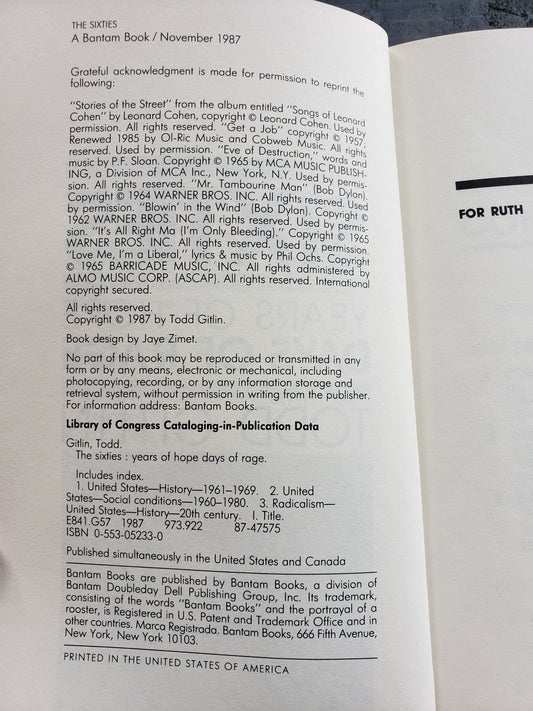 THE SIXTIES
A Bantam Book / November 1987
Grateful acknowledgment is made for permission to reprint the
following:
"Stories of the Street" from the album entitled "Songs of Leonard
Cohen" by Leonard Cohen, copyright © Leonard Cohen. Used by
permission. All rights reserved. "Get a Job" copyright © 1957;
Renewed 1985 by Ol-Ric Music and Cobweb Music. All rights
reserved. Used by permission. "Eve of Destruction," words and
music by P.F. Sloan. Copyright © 1965 by MCA MUSIC PUBLISH-
ING, a Division of MCA Inc., New York, N.Y. Used by permis-
sion. All rights reserved. "Mr. Tambourine Man" (Bob Dylan).
Copyright © 1964 WARNER BROS. INC. All rights reserved. Used
by permission. "Blowin' in the Wind" (Bob Dylan). Copyright ©
1962 WARNER BROS. INC. All rights reserved. Used by permis-
sion. "It's All Right Ma (I'm Only Bleeding)." Copyright © 1965
WARNER BROS. INC. All rights reserved. Used by permission.
"Love Me, I'm a Liberal," lyrics & music by Phil Ochs. Copyright
© 1965 BARRICADE MUSIC, INC. All rights administered by
ALMO MUSIC CORP. (ASCAP). All rights reserved. International
copyright secured.
All rights reserved.
Copyright © 1987 by Todd Gitlin.
Book design by Jaye Zimet.
No part of this book may be reproduced or transmitted in any
form or by any means, electronic or mechanical, including
photocopying, recording, or by any information storage and
retrieval system, without permission in writing from the publisher.
For information address: Bantam Books.
Library of Congress Cataloging-in-Publication Data
Gitlin, Todd.
The sixties : years of hope days of rage.
Includes index.
1. United States—History—1961–1969. 2. United
States—Social conditions—1960–1980. 3. Radicalism—
United States—History—20th century. I. Title.
E841.G57 1987 973.922 87-47575
ISBN 0-553-05233-0
Published simultaneously in the United States and Canada
Bantam Books are published by Bantam Books, a division of
Bantam Doubleday Dell Publishing Group, Inc. Its trademark,
consisting of the words "Bantam Books" and the portrayal of a
rooster, is Registered in U.S. Patent and Trademark Office and in
other countries. Marca Registrada. Bantam Books, 666 Fifth Avenue,
New York, New York 10103.
PRINTED IN THE UNITED STATES OF AMERICA
FOR RUTH